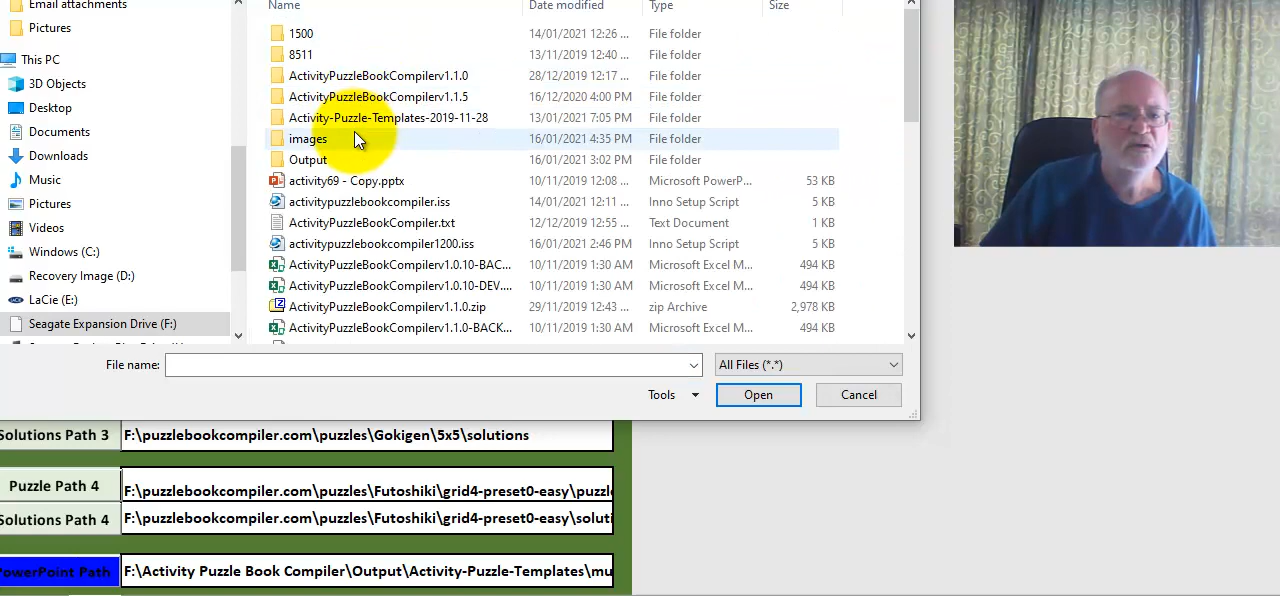 Email attachments
Pictures
This PC
3D Objects
Desktop
Documents
Downloads
Music
Pictures
Videos
Windows (C:)
Recovery Image (D:)
LaCie (E:)
Seagate Expansion Drive (F:)
Name Date modified Type Size
1500 14/01/2021 12:26 ... File folder
8511 13/11/2019 12:40 ... File folder
ActivityPuzzleBookCompilerv1.1.0 28/12/2019 12:17 ... File folder
ActivityPuzzleBookCompilerv1.1.5 16/12/2020 4:00 PM File folder
Activity-Puzzle-Templates-2019-11-28 13/01/2021 7:05 PM File folder
images 16/01/2021 4:35 PM File folder
Output 16/01/2021 3:02 PM File folder
activity69 - Copy.pptx 10/11/2019 12:08 ... Microsoft PowerP... 53 KB
activitypuzzlebookcompiler.iss 14/01/2021 12:11 ... Inno Setup Script 5 KB
ActivityPuzzleBookCompiler.txt 12/12/2019 12:55 ... Text Document 1 KB
activitypuzzlebookcompiler1200.iss 16/01/2021 2:46 PM Inno Setup Script 5 KB
ActivityPuzzleBookCompilerv1.0.10-BAC... 10/11/2019 1:30 AM Microsoft Excel M... 494 KB
ActivityPuzzleBookCompilerv1.0.10-DEV.... 10/11/2019 1:30 AM Microsoft Excel M... 494 KB
ActivityPuzzleBookCompilerv1.1.0.zip 29/11/2019 12:43 ... zip Archive 2,978 KB
ActivityPuzzleBookCompilerv1.1.0-BACK... 10/11/2019 1:30 AM Microsoft Excel M... 494 KB
File name: All Files (*.*)
Tools Open Cancel
Solutions Path 3 F:\puzzlebookcompiler.com\puzzles\Gokigen\5x5\solutions
Puzzle Path 4 F:\puzzlebookcompiler.com\puzzles\Futoshiki\grid4-preset0-easy\puzzl
Solutions Path 4 F:\puzzlebookcompiler.com\puzzles\Futoshiki\grid4-preset0-easy\soluti
PowerPoint Path F:\Activity Puzzle Book Compiler\Output\Activity-Puzzle-Templates\mu